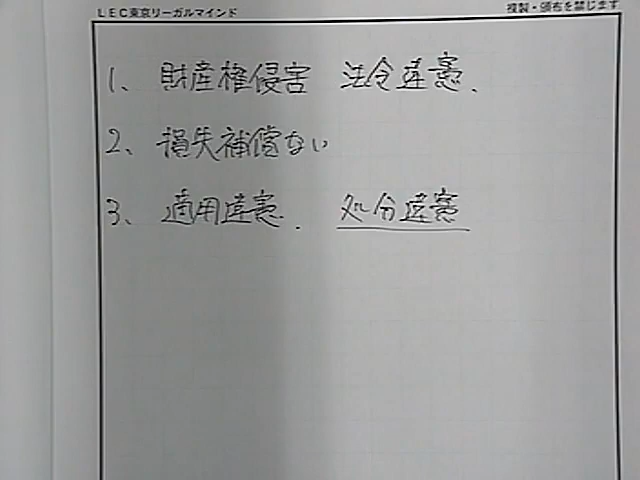 LEC東京リーガルマインド
複製・頒布を禁じます
1、財産権侵害 法令違憲、
2、損失補償ない
3、適用違憲. 処分違憲